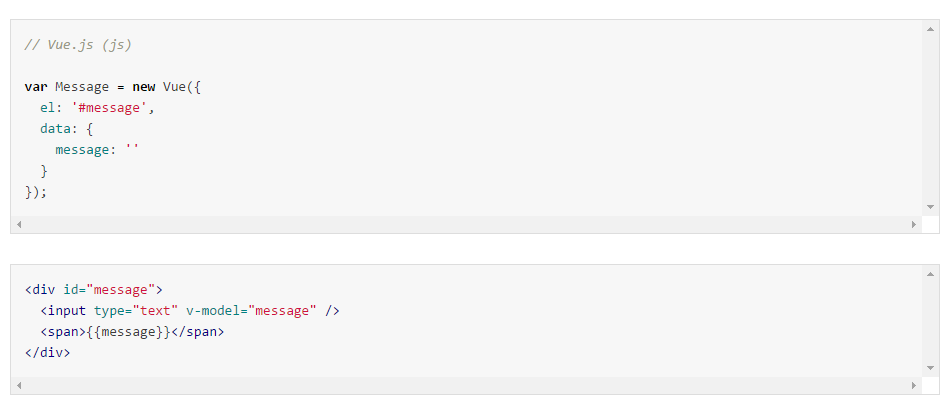 // Vue.js (js)
var Message = new Vue({
  el: '#message',
  data: {
    message: ''
  }
});
<div id="message">
  <input type="text" v-model="message" />
  <span>{{message}}</span>
</div>